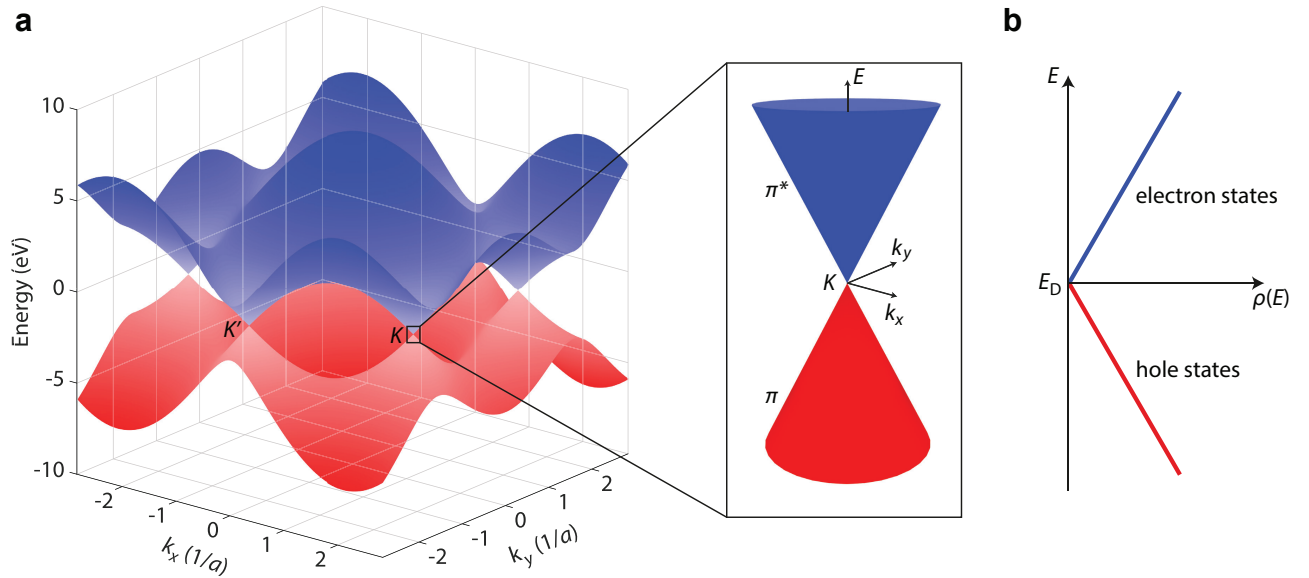 a
10
5
0
-5
-10
Energy (eV)
-2
-1
0
1
2
kx (1/a)
-2
-1
0
1
2
ky (1/a)
K′
K
E
π*
K
ky
kx
π
b
E
electron states
ED
ρ(E)
hole states